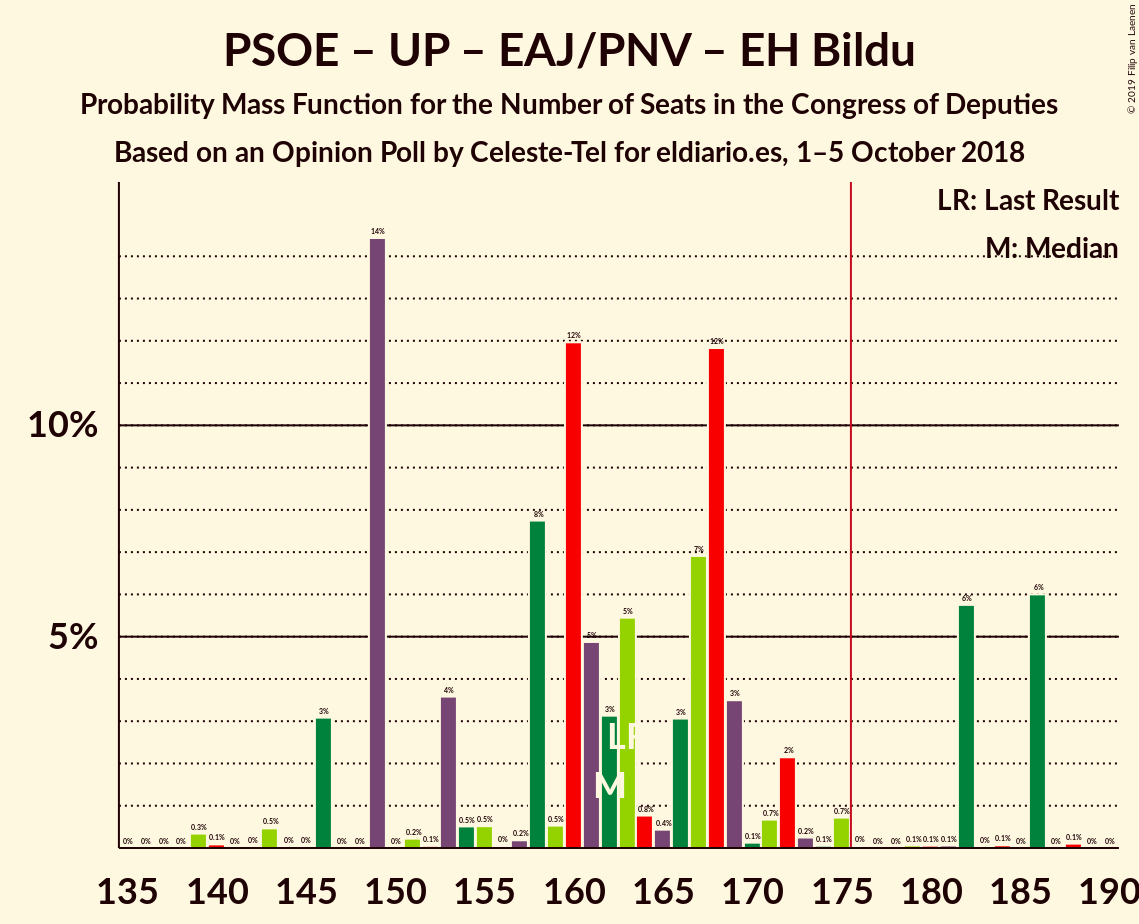 PSOE – UP – EAJ/PNV – EH Bildu
Probability Mass Function for the Number of Seats in the Congress of Deputies
Based on an Opinion Poll by Celeste-Tel for eldiario.es, 1–5 October 2018
© 2019 Filip van Laenen
LR: Last Result
M: Median
10%
5%
0% 0% 0% 0% 0.3% 0.1% 0% 0% 0.5% 0% 0% 3% 0% 0% 14% 0% 0.2% 0.1% 4% 0.5% 0.5% 0% 0.2% 8% 0.5% 12% 5% 3% 5% 0.8% 0.4% 3% 7% 12% 3% 0.1% 0.7% 2% 0.2% 0.1% 0.7% 0% 0% 0% 0.1% 0.1% 0.1% 6% 0% 0.1% 0% 6% 0% 0.1% 0% 0%
LR
M
135 140 145 150 155 160 165 170 175 180 185 190